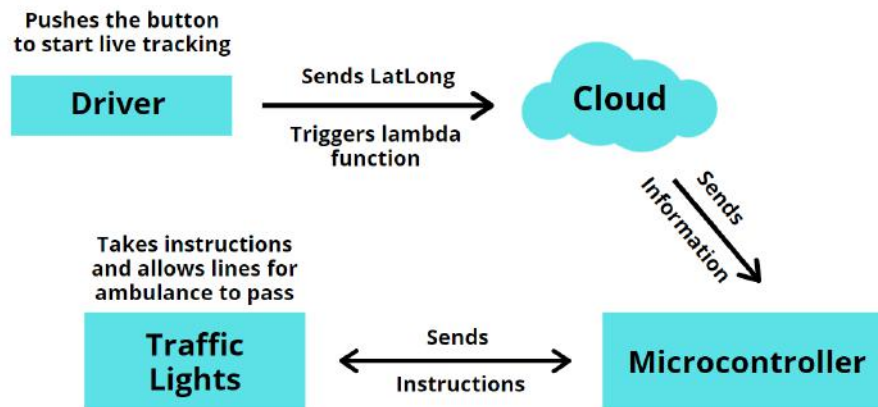 Pushes the button
to start live tracking
Driver
Sends LatLong
Triggers lambda
function
Cloud
Sends
Information
Takes instructions
and allows lines for
ambulance to pass
Traffic
Lights
Sends
Instructions
Microcontroller